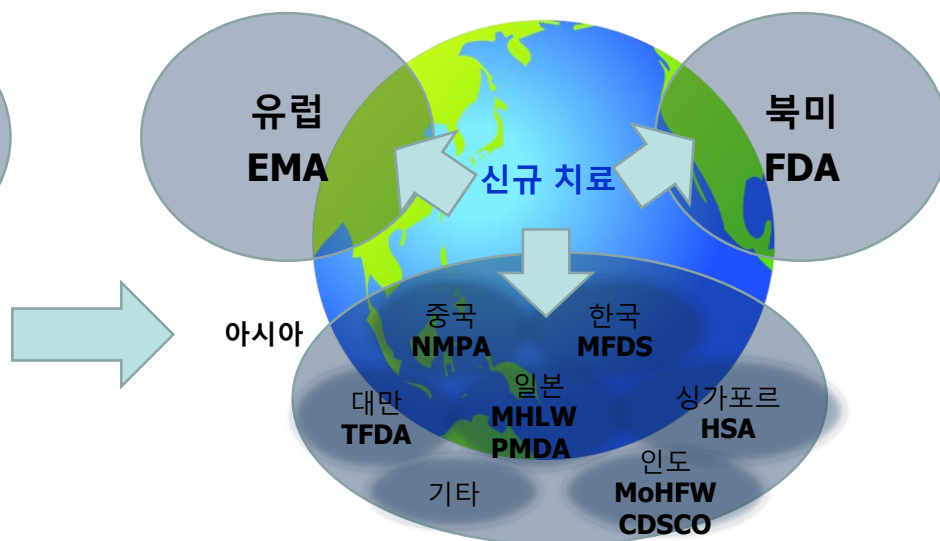 유럽
EMA
북미
FDA
신규 치료
아시아
중국
NMPA
한국
MFDS
대만
TFDA
일본
MHLW
PMDA
싱가포르
HSA
기타
인도
MoHFW
CDSCO